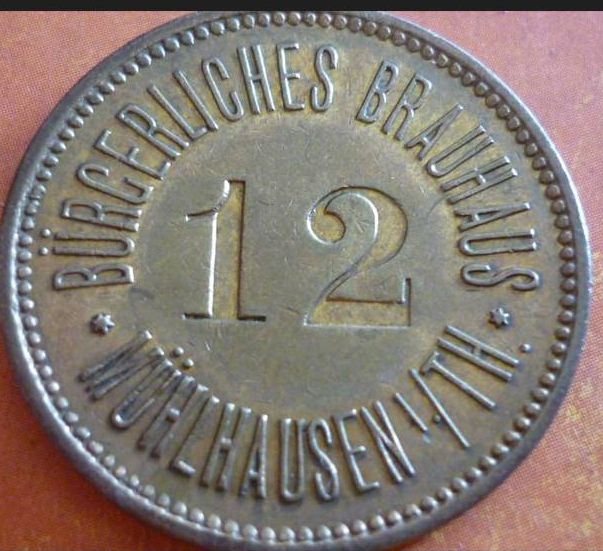 BÜRGERLICHES BRAUHAUS
12
* MÜHLHAUSEN I/TH. *